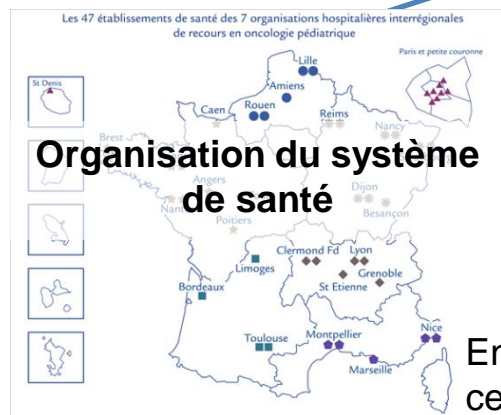 Les 47 établissements de santé des 7 organisations hospitalières interrégionales
de recours en oncologie pédiatrique
Paris et petite couronne
Lille
St Denis
Amiens
Rouen
Caen
Reims
Nancy
Brest
Organisation du système
de santé
Angers
Dijon
Nant
Besançon
Poitiers
Clermond Fd
Lyon
Limoges
Grenoble
St Etienne
Bordeaux
Toulouse
Montpellier
Nice
Marseille
En
ce